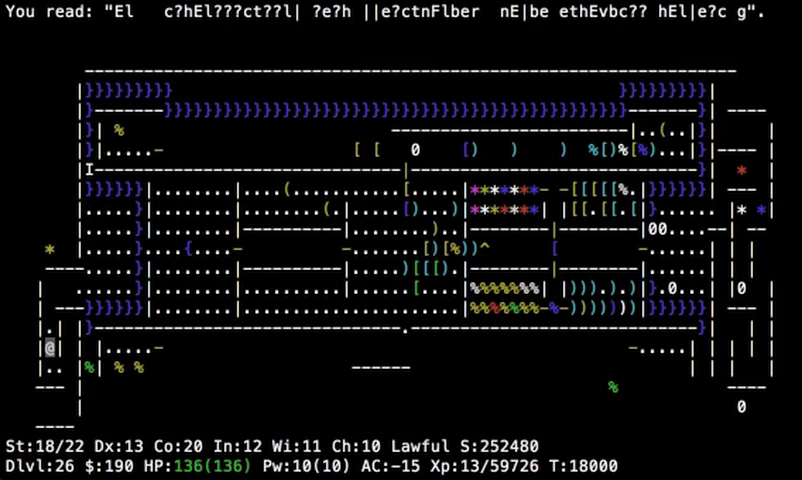 You read: "El   c?hEl???ct??l| ?e?h ||e?ctnFlber  nE|be ethEvbc?? hEl|e?c g".
St:18/22 Dx:13 Co:20 In:12 Wi:11 Ch:10 Lawful S:252480
Dlvl:26 $:190 HP:136(136) Pw:10(10) AC:-15 Xp:13/59726 T:18000